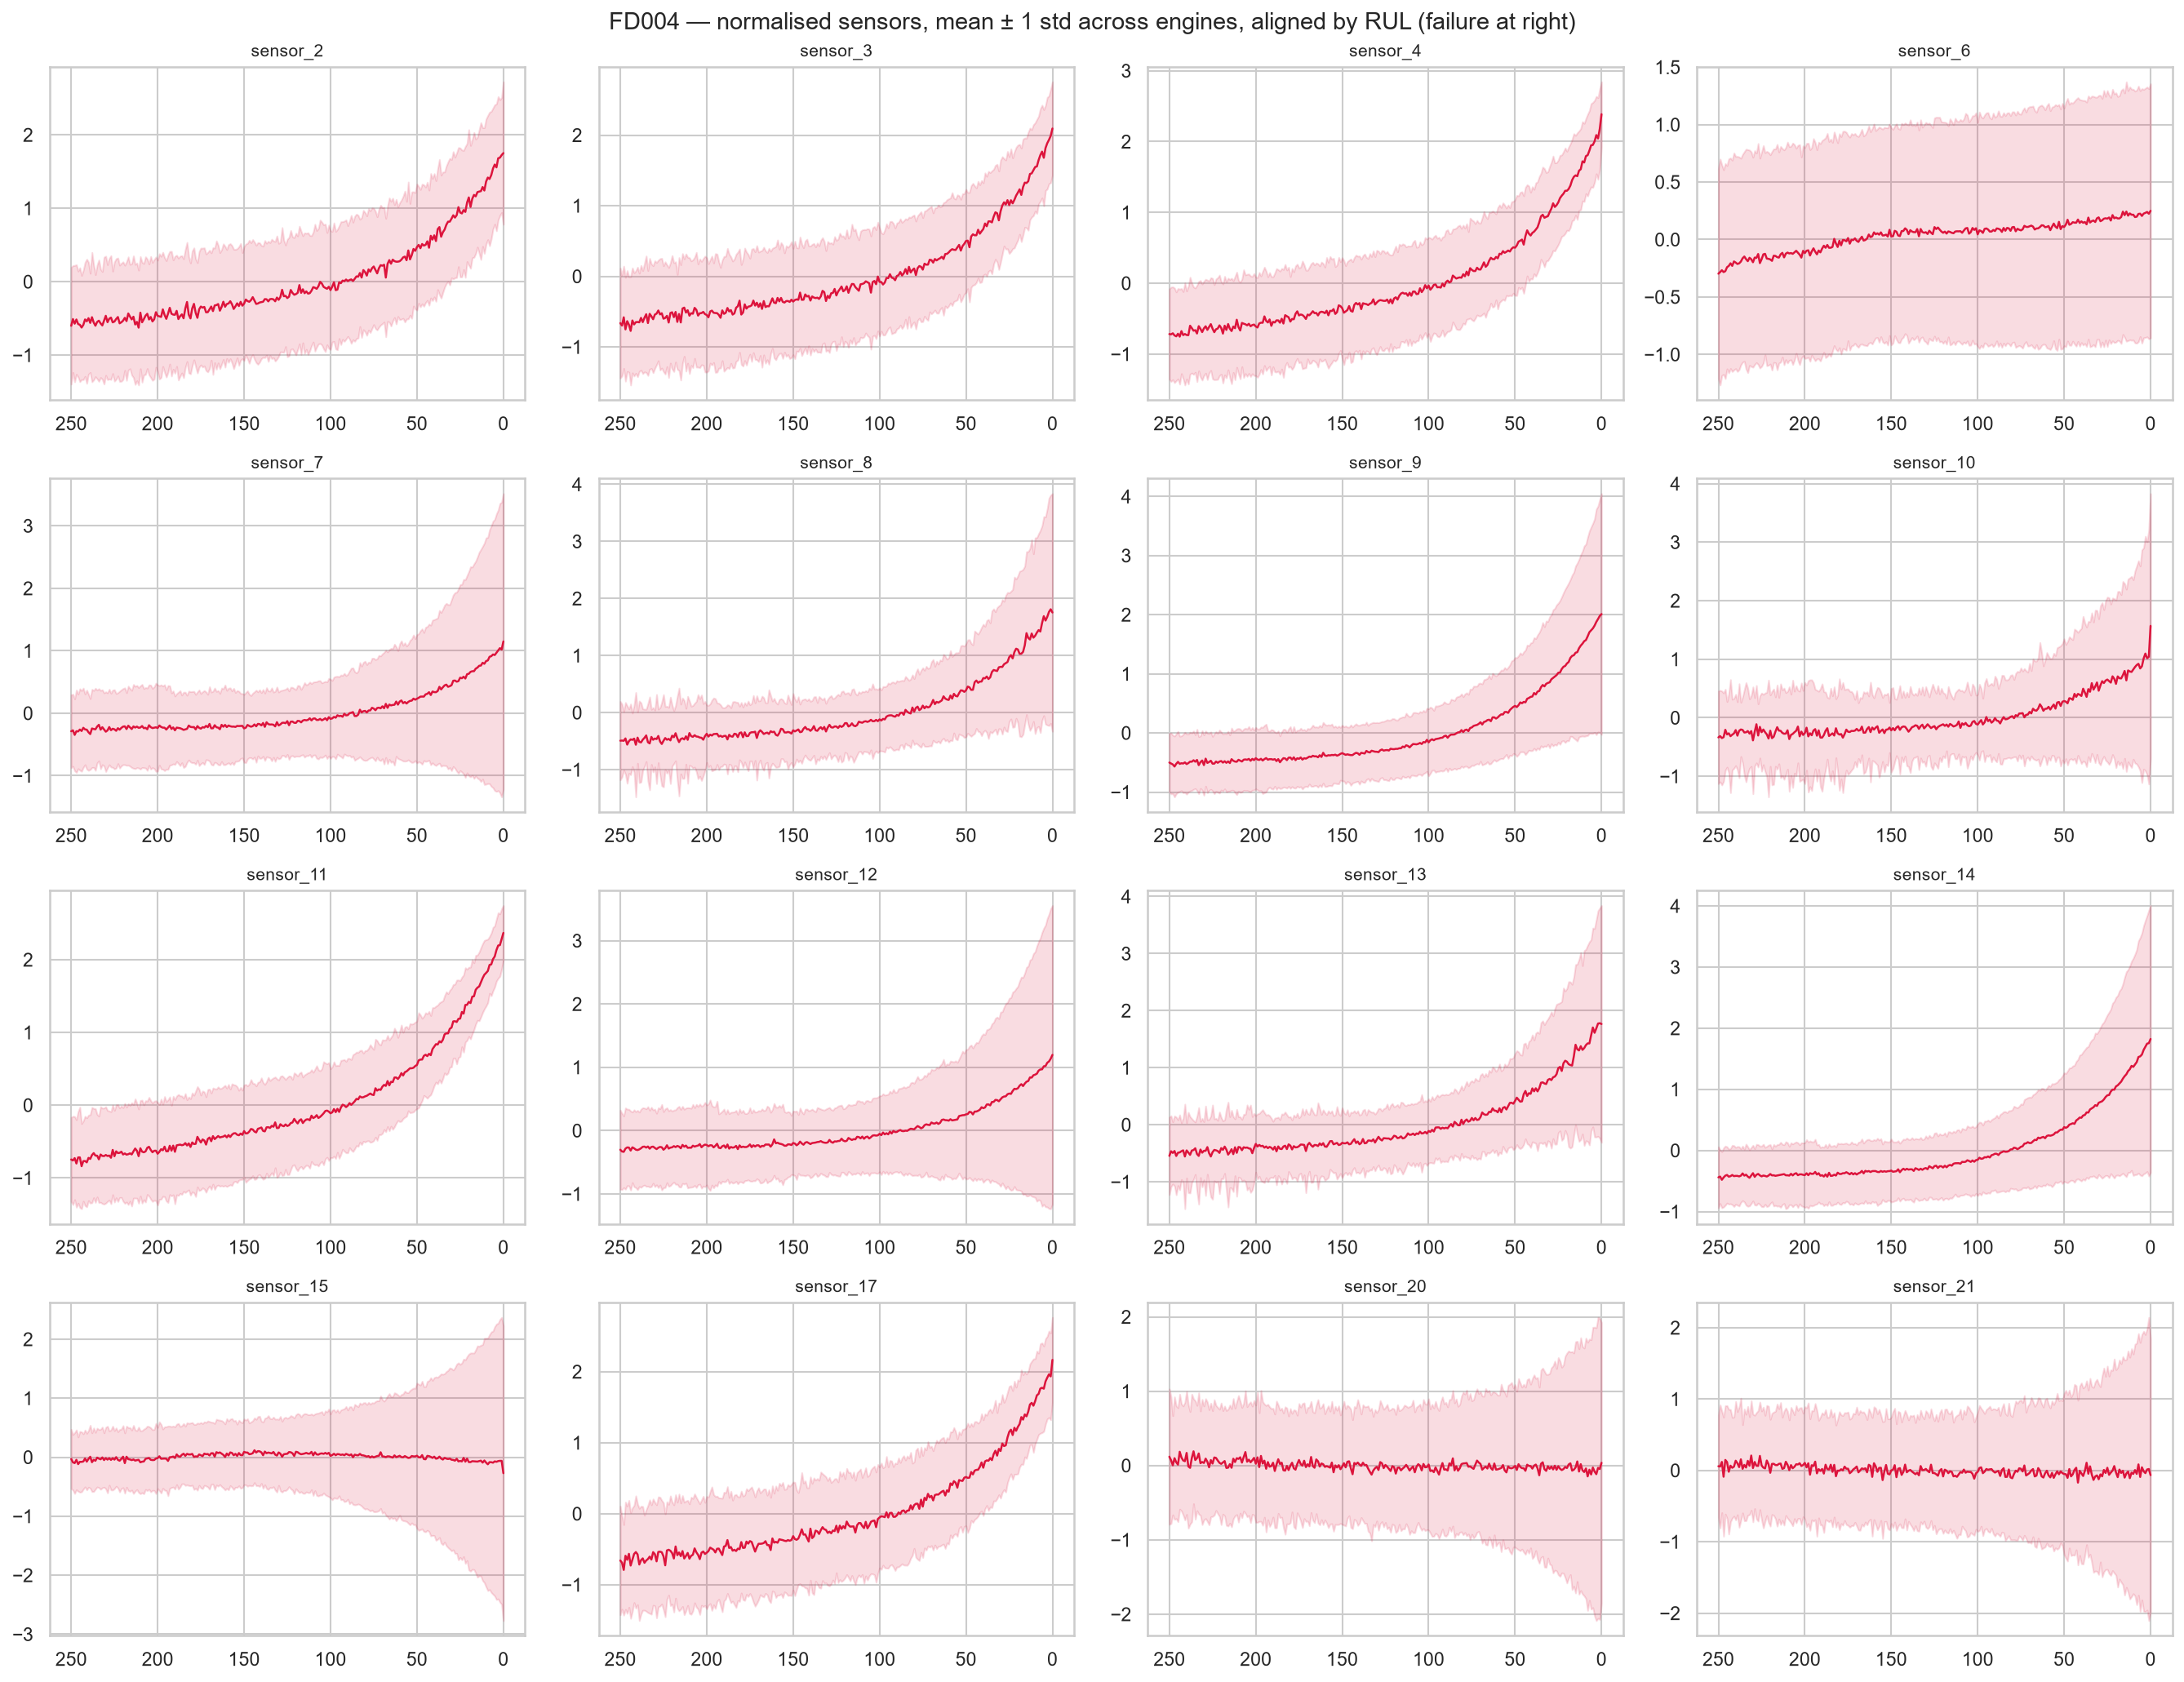 FD004 — normalised sensors, mean ± 1 std across engines, aligned by RUL (failure at right)
sensor_2
2
1
0
−1
250 200 150 100 50 0
sensor_3
2
1
0
−1
250 200 150 100 50 0
sensor_4
3
2
1
0
−1
250 200 150 100 50 0
sensor_6
1.5
1.0
0.5
0.0
−0.5
−1.0
250 200 150 100 50 0
sensor_7
3
2
1
0
−1
250 200 150 100 50 0
sensor_8
4
3
2
1
0
−1
250 200 150 100 50 0
sensor_9
4
3
2
1
0
−1
250 200 150 100 50 0
sensor_10
4
3
2
1
0
−1
250 200 150 100 50 0
sensor_11
2
1
0
−1
250 200 150 100 50 0
sensor_12
3
2
1
0
−1
250 200 150 100 50 0
sensor_13
4
3
2
1
0
−1
250 200 150 100 50 0
sensor_14
4
3
2
1
0
−1
250 200 150 100 50 0
sensor_15
2
1
0
−1
−2
−3
250 200 150 100 50 0
sensor_17
2
1
0
−1
250 200 150 100 50 0
sensor_20
2
1
0
−1
−2
250 200 150 100 50 0
sensor_21
2
1
0
−1
−2
250 200 150 100 50 0